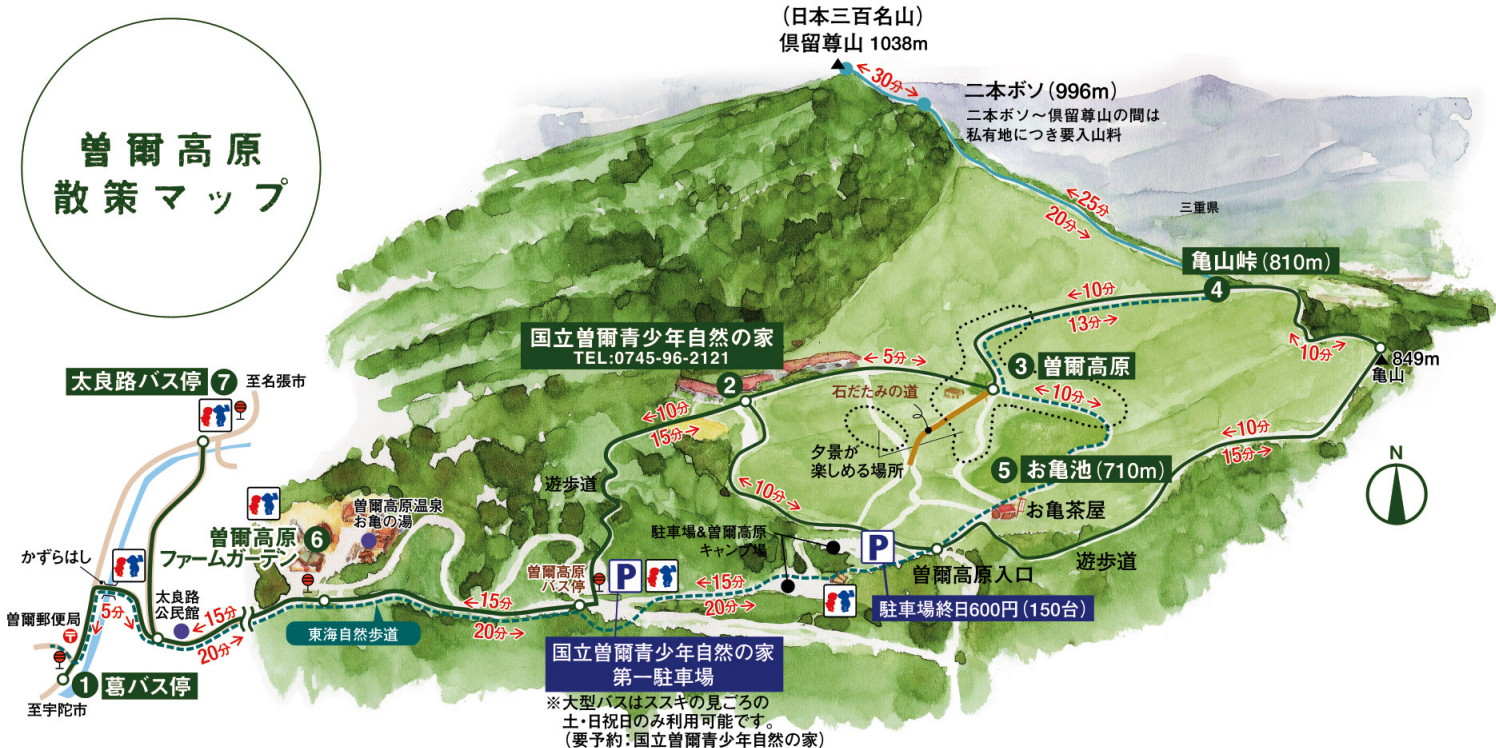 曽爾高原
散策マップ
(日本三百名山)
倶留尊山 1038m
←30分→
二本ボソ(996m)
二本ボソ〜倶留尊山の間は
私有地につき要入山料
←25分
20分→
三重県
亀山峠(810m)
4
←10分
13分→
←10分→
849m
亀山
国立曽爾青少年自然の家
TEL:0745-96-2121
2
←5分→
3 曽爾高原
石だたみの道
←10分→
夕景が
楽しめる場所
5 お亀池(710m)
←10分
15分→
お亀茶屋
遊歩道
N
太良路バス停 7
至名張市
←10分
15分→
遊歩道
←10分→
曽爾高原温泉
お亀の湯
6
曽爾高原
ファームガーデン
駐車場&曽爾高原
キャンプ場
P
曽爾高原入口
駐車場終日600円(150台)
かずらはし
曽爾郵便局
〒
←5分→
太良路
公民館
←15分
20分→
東海自然歩道
曽爾高原
バス停
P
←15分
20分→
←15分
20分→
国立曽爾青少年自然の家
第一駐車場
※大型バスはススキの見ごろの
土・日祝日のみ利用可能です。
(要予約:国立曽爾青少年自然の家)
1 葛バス停
至宇陀市